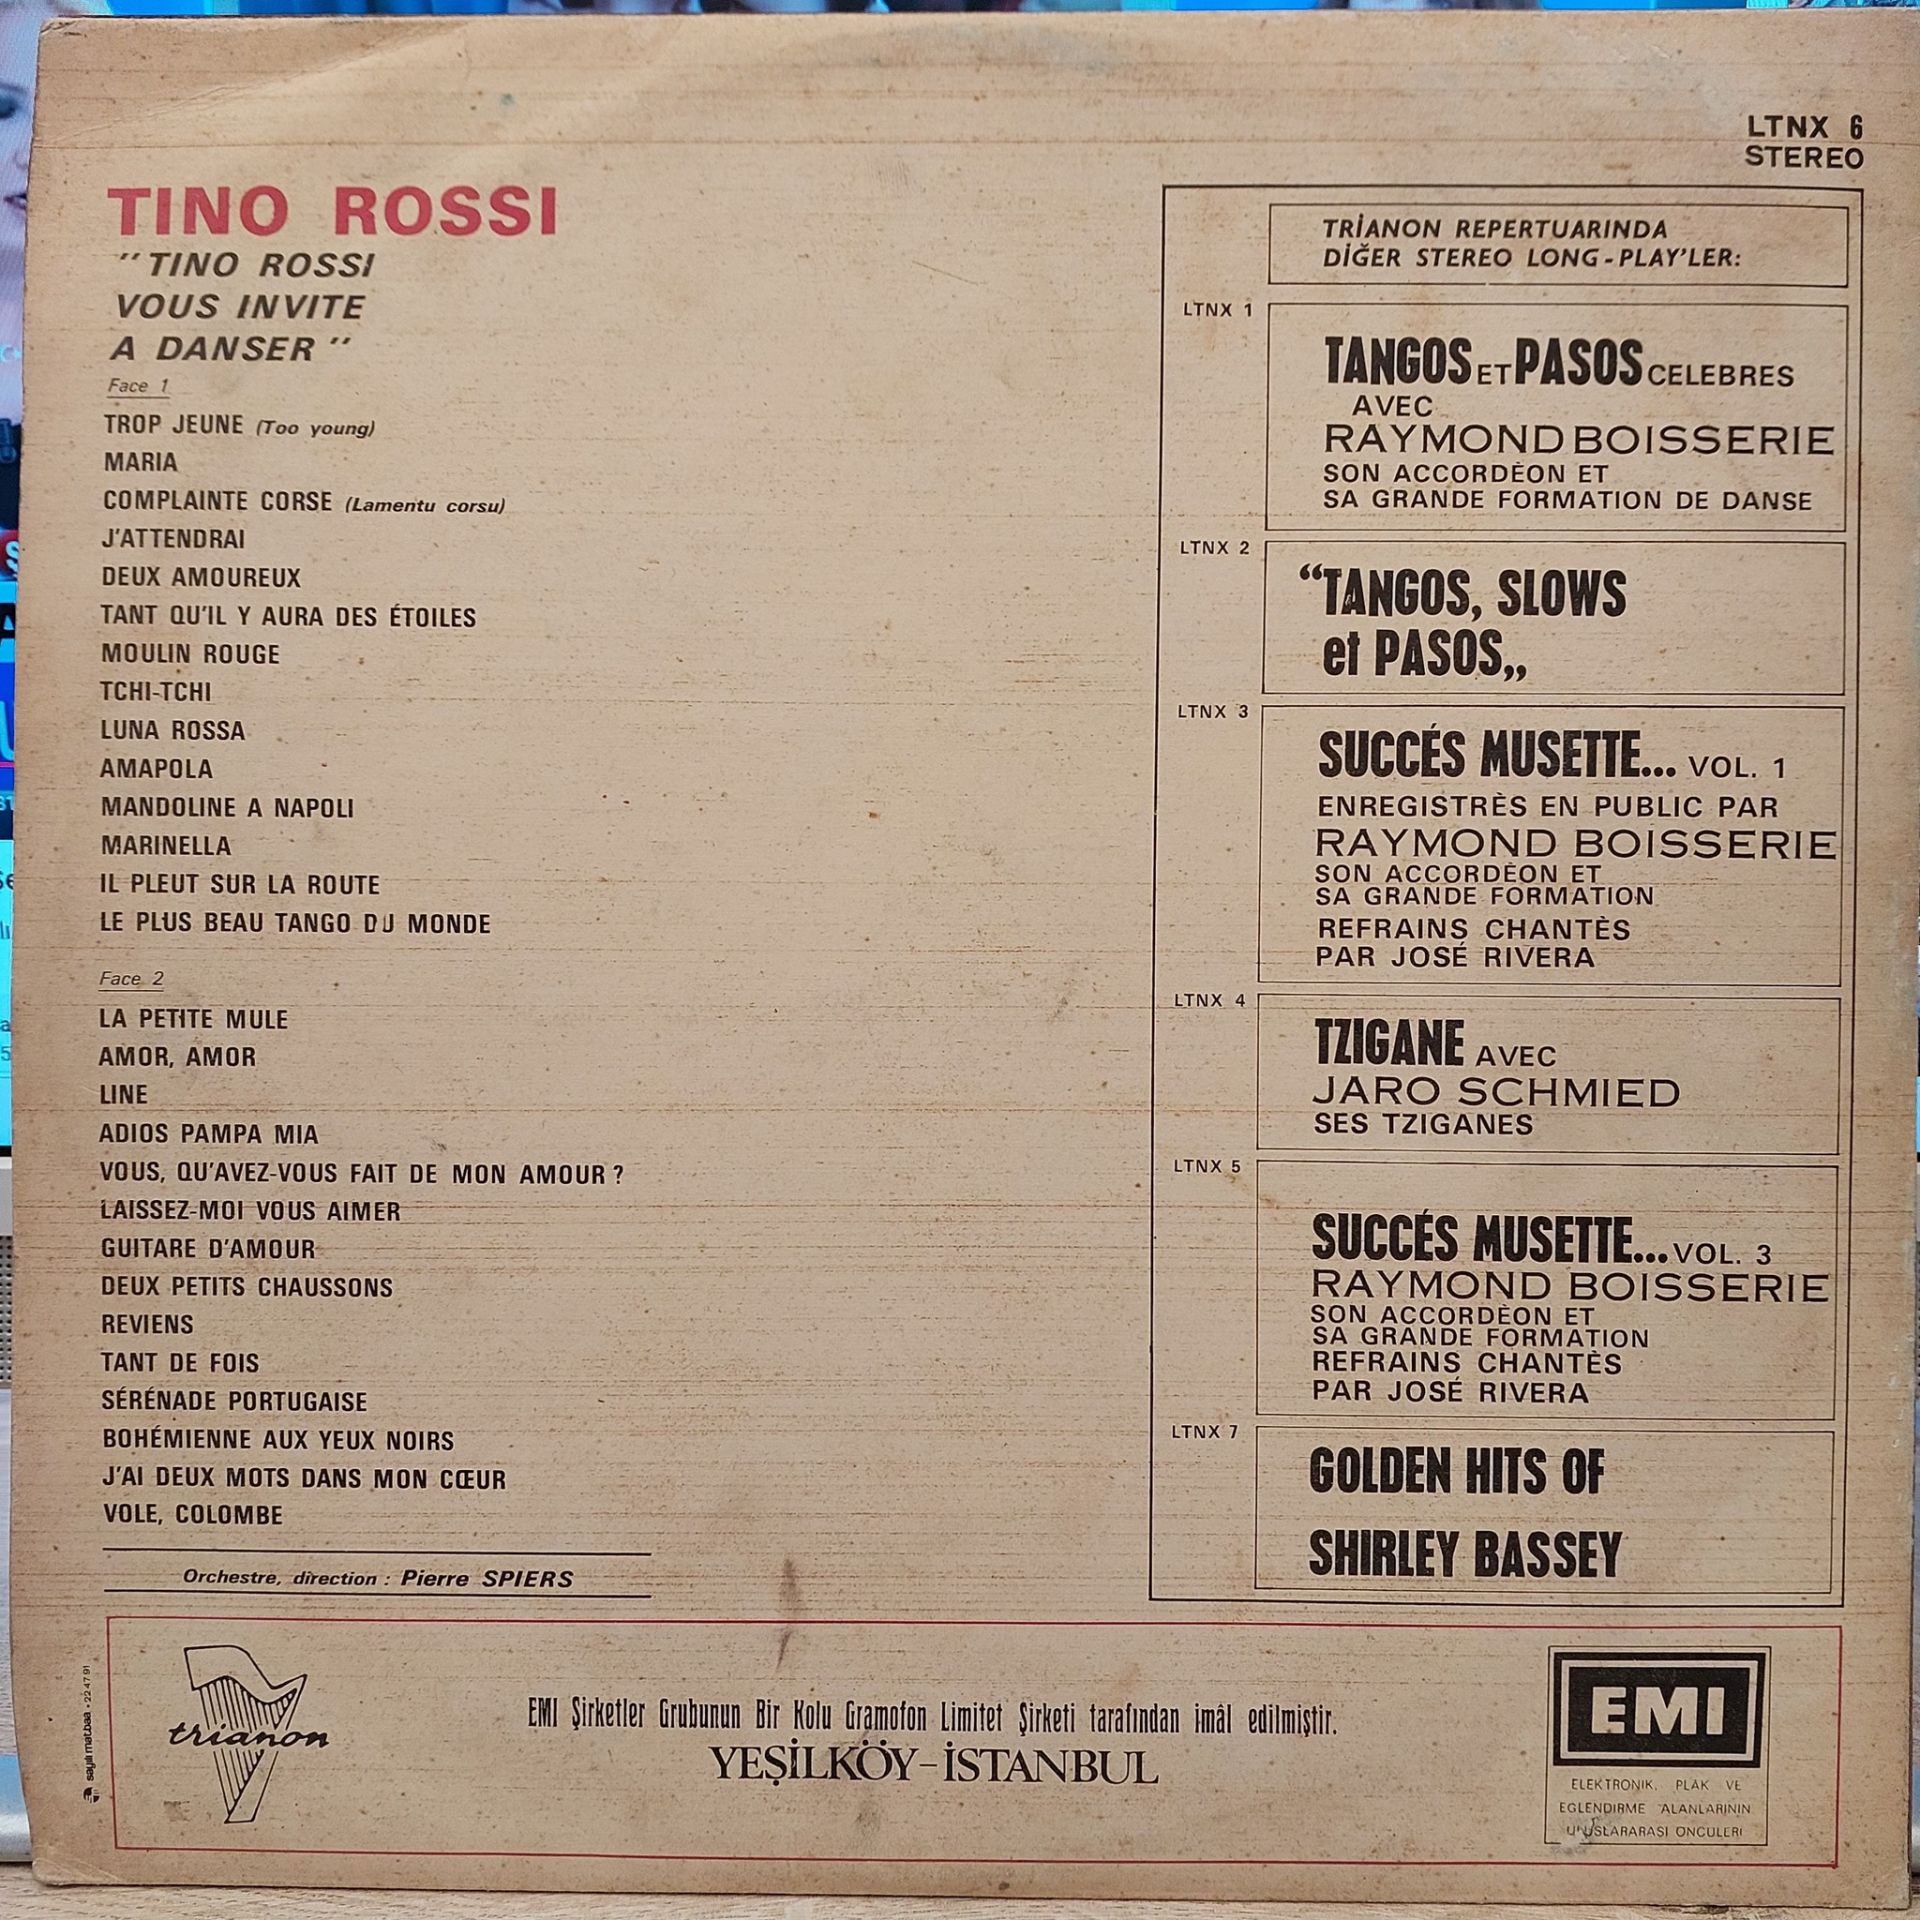 LTNX 6
STEREO
TINO ROSSI
"TINO ROSSI
VOUS INVITE
A DANSER"
Face 1
TROP JEUNE (Too young)
MARIA
COMPLAINTE CORSE (Lamentu corsu)
J'ATTENDRAI
DEUX AMOUREUX
TANT QU'IL Y AURA DES ÉTOILES
MOULIN ROUGE
TCHI-TCHI
LUNA ROSSA
AMAPOLA
MANDOLINE A NAPOLI
MARINELLA
IL PLEUT SUR LA ROUTE
LE PLUS BEAU TANGO DU MONDE
Face 2
LA PETITE MULE
AMOR, AMOR
LINE
ADIOS PAMPA MIA
VOUS, QU'AVEZ-VOUS FAIT DE MON AMOUR ?
LAISSEZ-MOI VOUS AIMER
GUITARE D'AMOUR
DEUX PETITS CHAUSSONS
REVIENS
TANT DE FOIS
SÉRÉNADE PORTUGAISE
BOHÉMIENNE AUX YEUX NOIRS
J'AI DEUX MOTS DANS MON CŒUR
VOLE, COLOMBE
Orchestre, direction : Pierre SPIERS
TRİANON REPERTUARINDA
DİĞER STEREO LONG-PLAY'LER:
LTNX 1
TANGOS ET PASOS CELEBRES
AVEC
RAYMOND BOISSERIE
SON ACCORDÈON ET
SA GRANDE FORMATION DE DANSE
LTNX 2
"TANGOS, SLOWS
et PASOS„
LTNX 3
SUCCÉS MUSETTE... VOL. 1
ENREGISTRÈS EN PUBLIC PAR
RAYMOND BOISSERIE
SON ACCORDÈON ET
SA GRANDE FORMATION
REFRAINS CHANTÈS
PAR JOSÉ RIVERA
LTNX 4
TZIGANE AVEC
JARO SCHMIED
SES TZIGANES
LTNX 5
SUCCÉS MUSETTE... VOL. 3
RAYMOND BOISSERIE
SON ACCORDÈON ET
SA GRANDE FORMATION
REFRAINS CHANTÈS
PAR JOSÉ RIVERA
LTNX 7
GOLDEN HITS OF
SHIRLEY BASSEY
sayılı matbaa • 22 47 91
trianon
EMI Şirketler Grubunun Bir Kolu Gramofon Limitet Şirketi tarafından imâl edilmiştir.
YEŞİLKÖY-İSTANBUL
EMI
ELEKTRONIK, PLAK VE
EGLENDIRME ALANLARININ
ULUSLARARASI ONCULERI